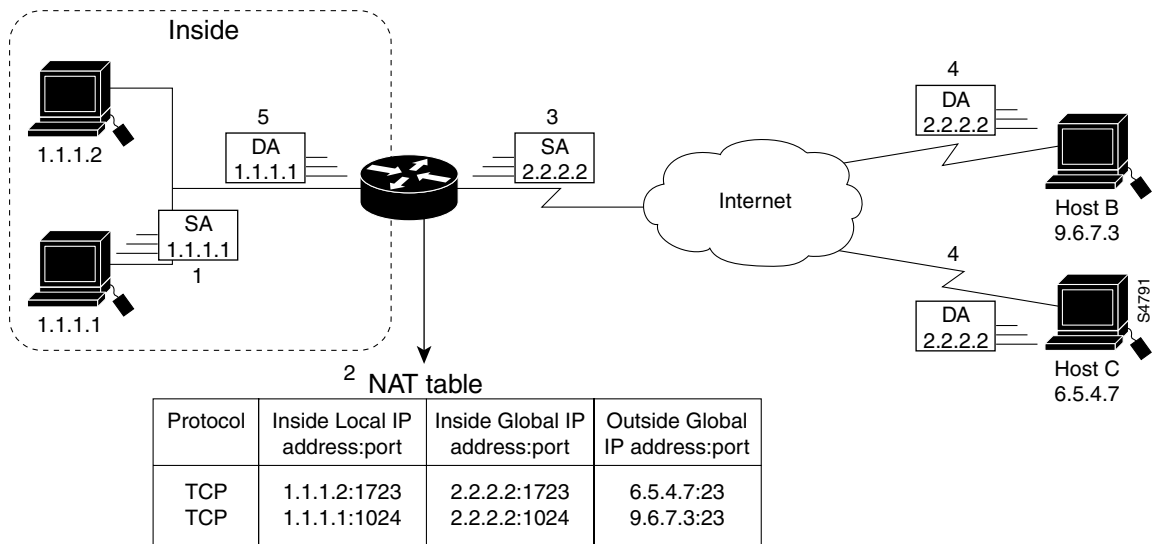 Inside
1.1.1.2
5
DA
1.1.1.1
3
SA
2.2.2.2
SA
1.1.1.1
1
1.1.1.1
Internet
4
DA
2.2.2.2
Host B
9.6.7.3
4
DA
2.2.2.2
Host C
6.5.4.7
S4791
2 NAT table
Protocol Inside Local IP address:port Inside Global IP address:port Outside Global IP address:port
TCP 1.1.1.2:1723 2.2.2.2:1723 6.5.4.7:23
TCP 1.1.1.1:1024 2.2.2.2:1024 9.6.7.3:23